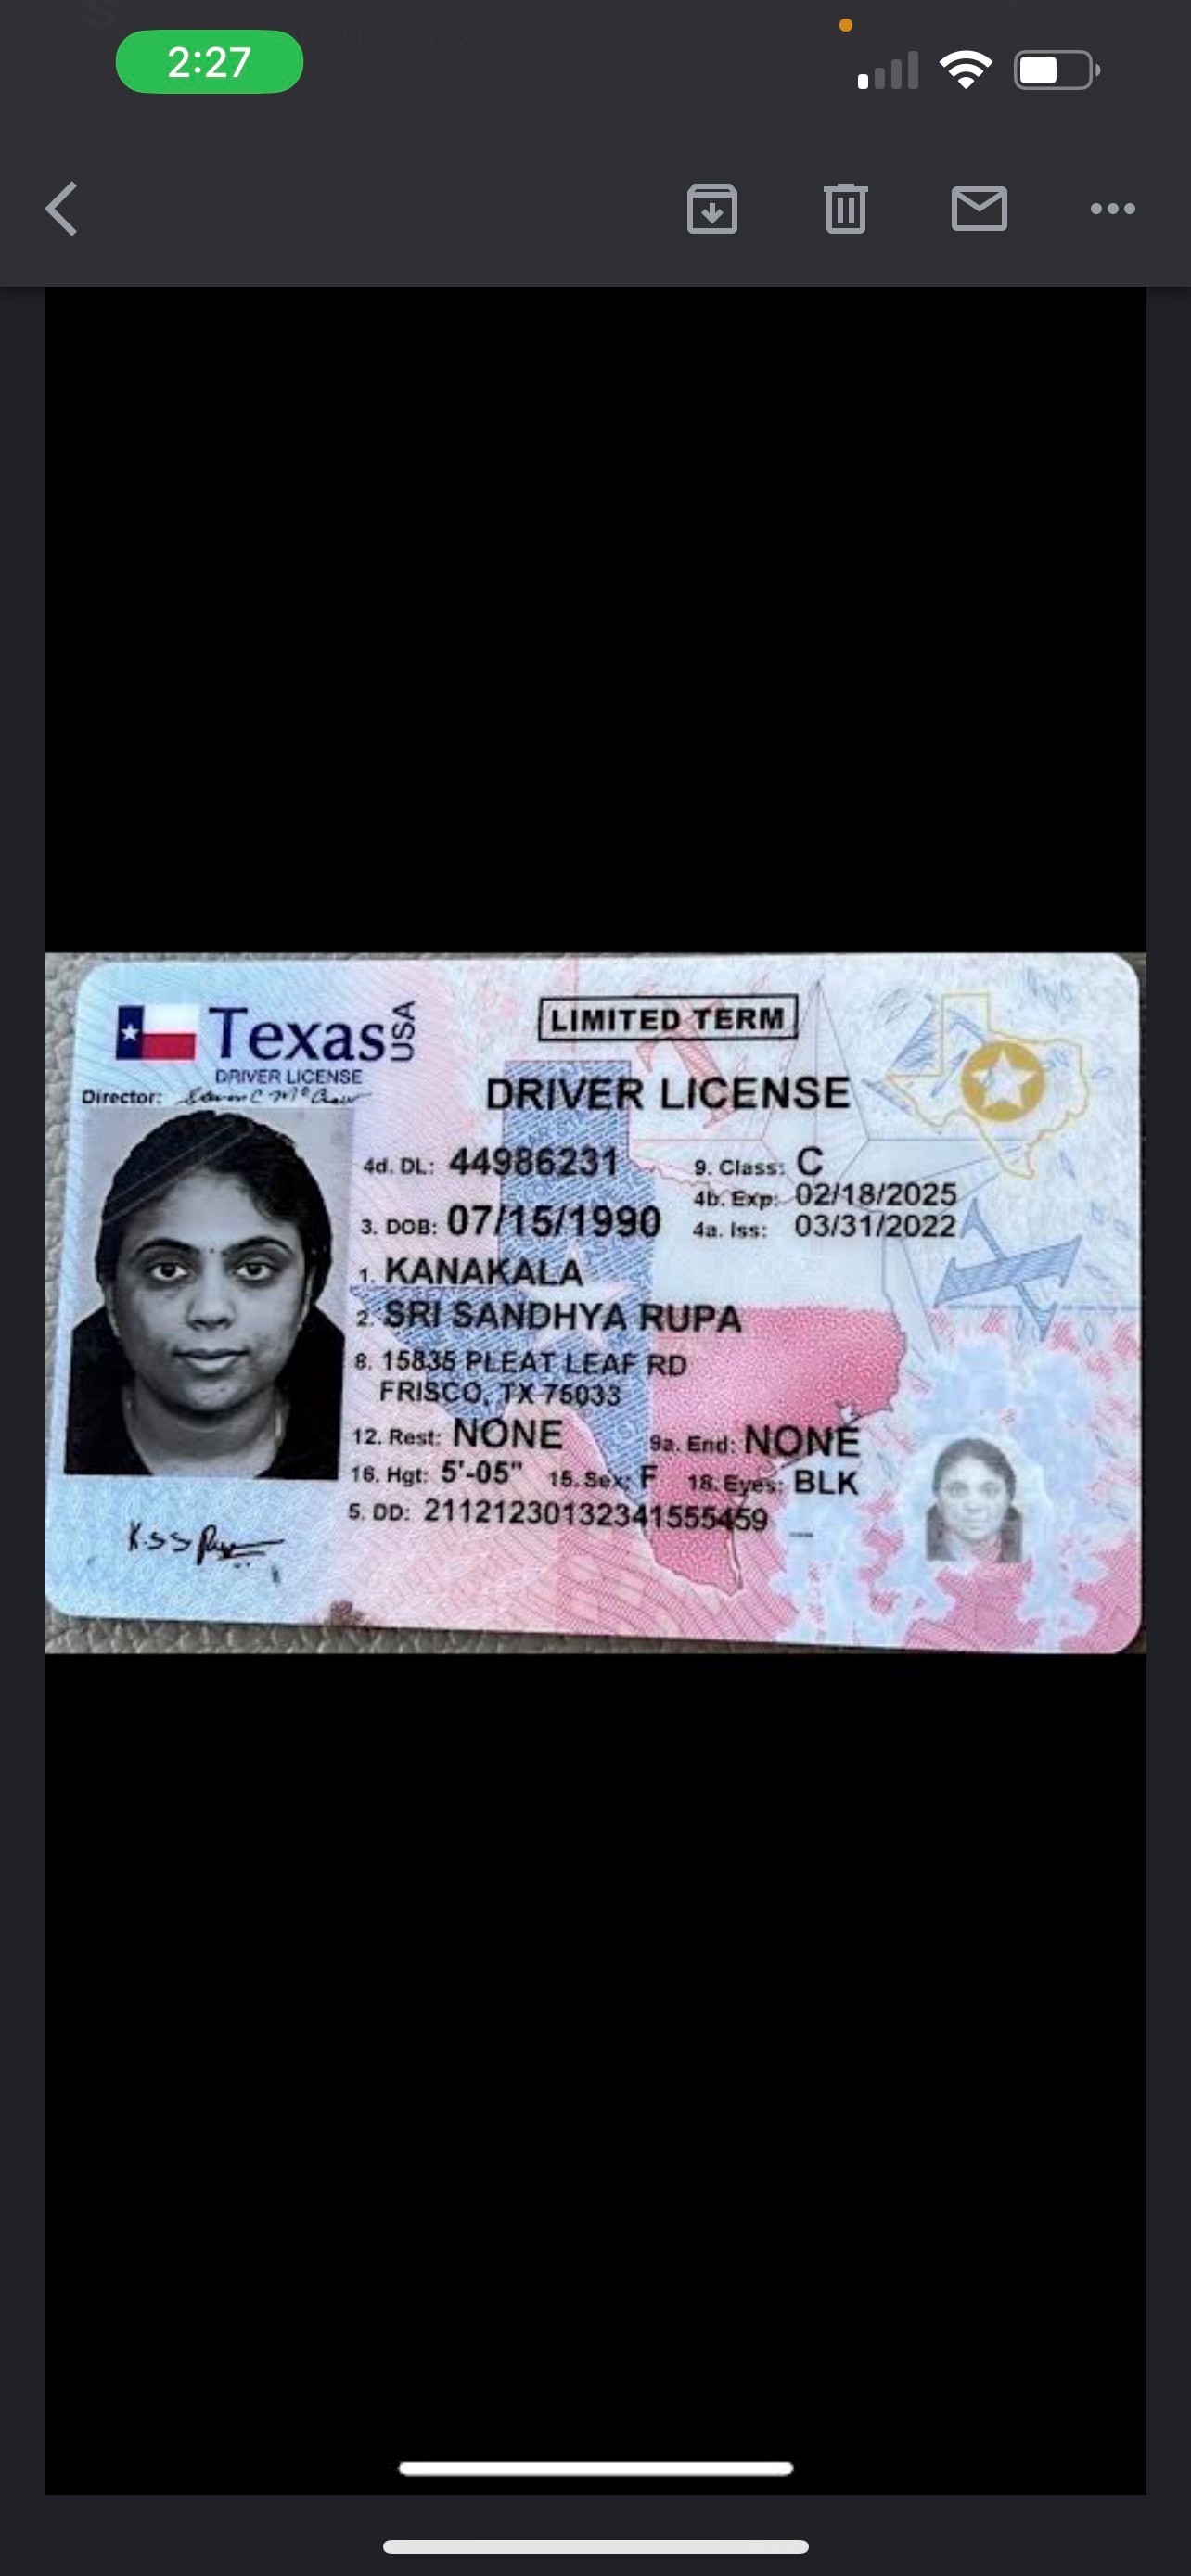 2:27
Texas USA
DRIVER LICENSE
Director:
LIMITED TERM
DRIVER LICENSE
4d. DL: 44986231
9. Class: C
4b. Exp: 02/18/2025
3. DOB: 07/15/1990
4a. Iss: 03/31/2022
1. KANAKALA
2. SRI SANDHYA RUPA
8. 15835 PLEAT LEAF RD
FRISCO, TX 75033
12. Rest: NONE
9a. End: NONE
16. Hgt: 5'-05" 15. Sex: F 18. Eyes: BLK
5. DD: 21121230132341555459